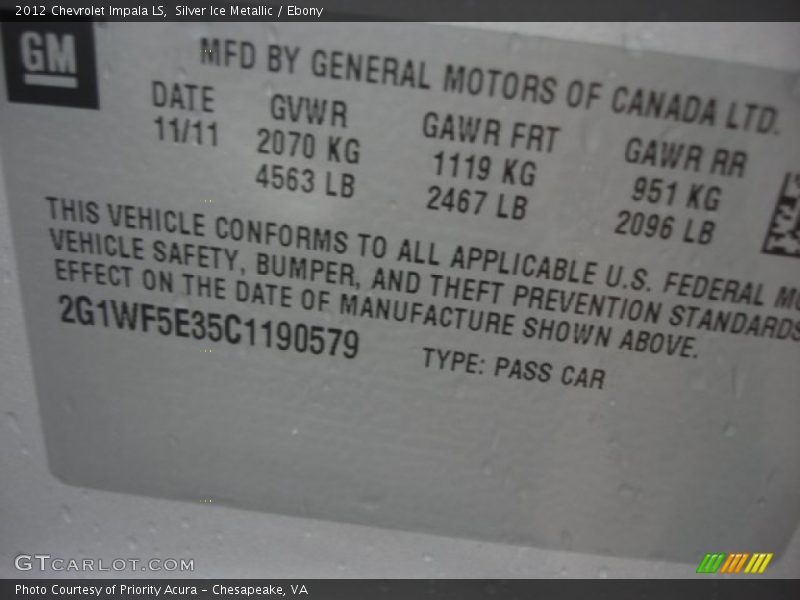 2012 Chevrolet Impala LS,  Silver Ice Metallic / Ebony
GM
MFD BY GENERAL MOTORS OF CANADA LTD.
DATE GVWR GAWR FRT GAWR RR
11/11 2070 KG 1119 KG 951 KG
4563 LB 2467 LB 2096 LB
THIS VEHICLE CONFORMS TO ALL APPLICABLE U.S. FEDERAL
VEHICLE SAFETY, BUMPER, AND THEFT PREVENTION STANDARDS
EFFECT ON THE DATE OF MANUFACTURE SHOWN ABOVE.
2G1WF5E35C1190579 TYPE: PASS CAR
GTcarlot.com
Photo Courtesy of Priority Acura – Chesapeake, VA